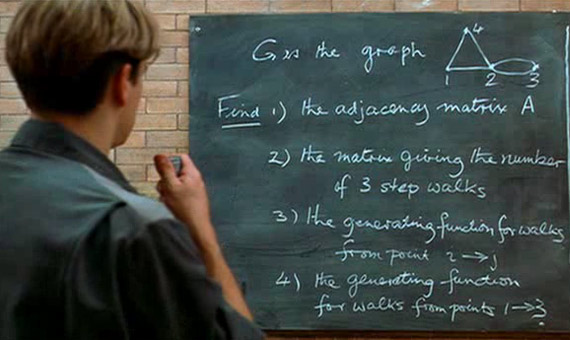 G is the graph
4
1 2 3
Find 1) the adjacency matrix A
2) the matrix giving the number
of 3 step walks
3) the generating function for walks
from point i → j
4) the generating function
for walks from points 1 → 3